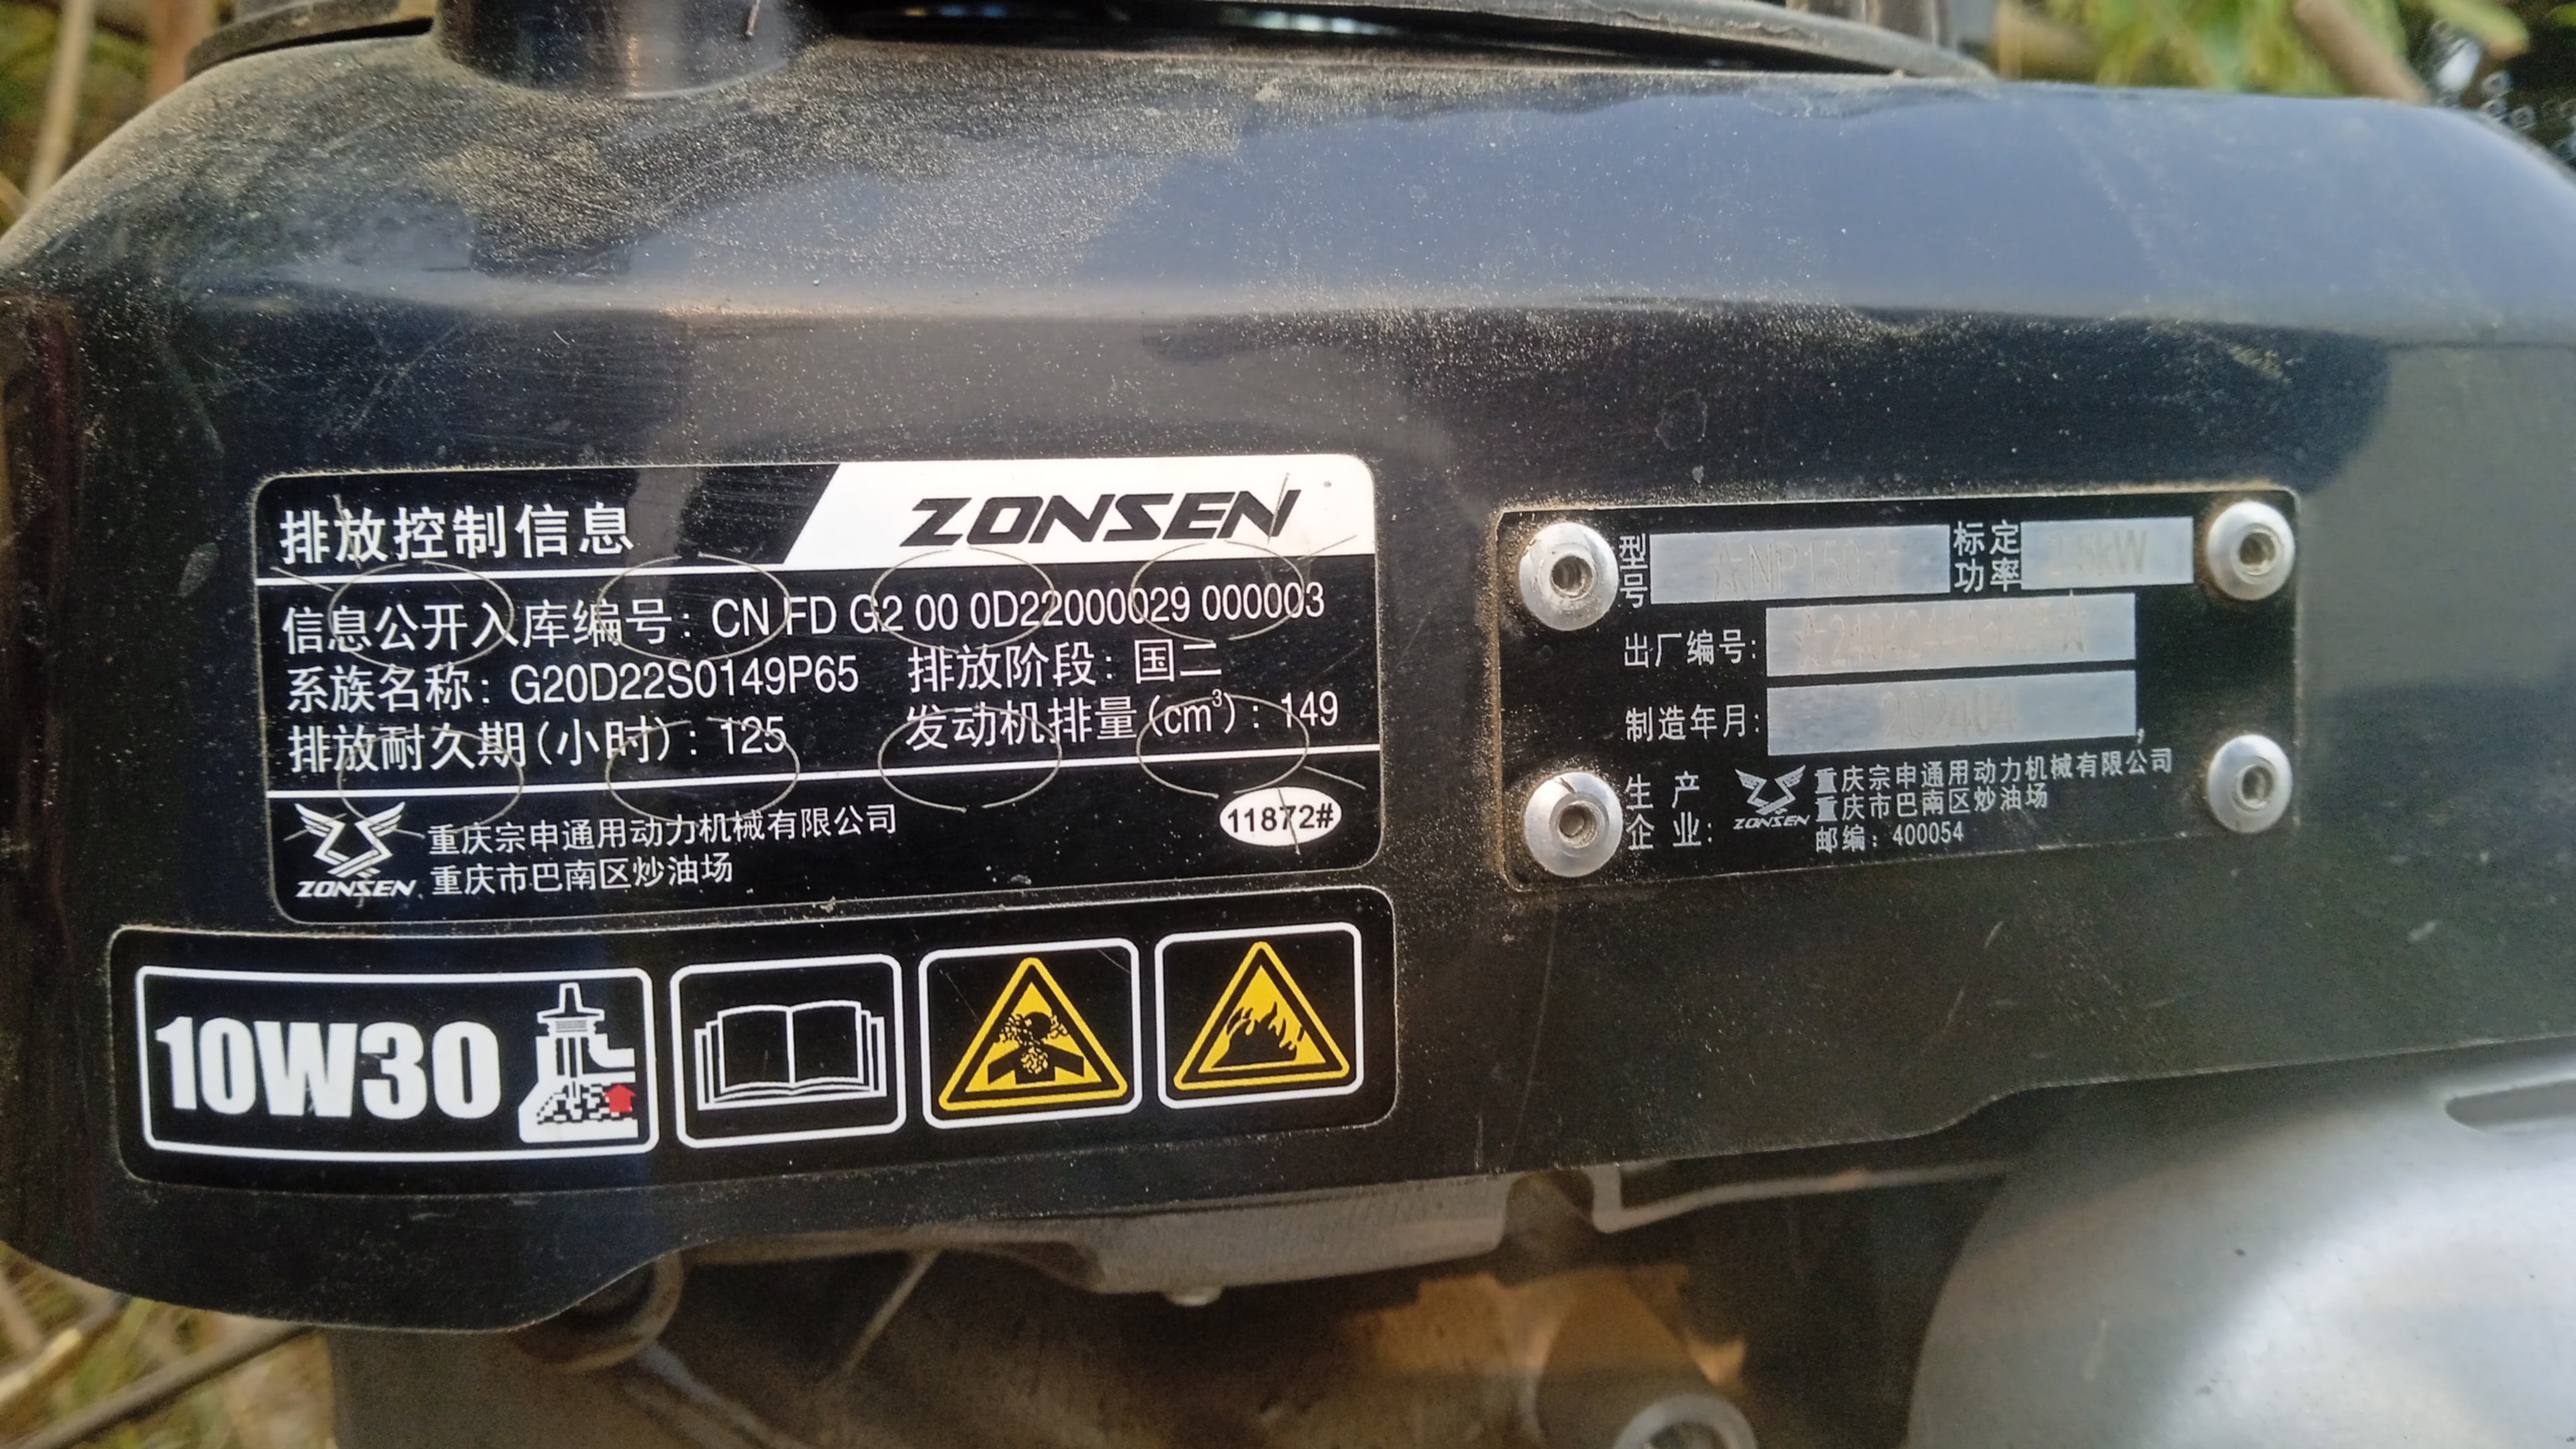 排放控制信息
ZONSEN
信息公开入库编号: CN FD G2 00 0D22000029 000003
系族名称: G20D22S0149P65 排放阶段: 国二
排放耐久期(小时): 125 发动机排量(cm³): 149
ZONSEN
重庆宗申通用动力机械有限公司
重庆市巴南区炒油场
11872#
10W30
型号
NP150
标定功率
kW
出厂编号:
制造年月: 202404
生产企业:
ZONSEN
重庆宗申通用动力机械有限公司
重庆市巴南区炒油场
邮编: 400054